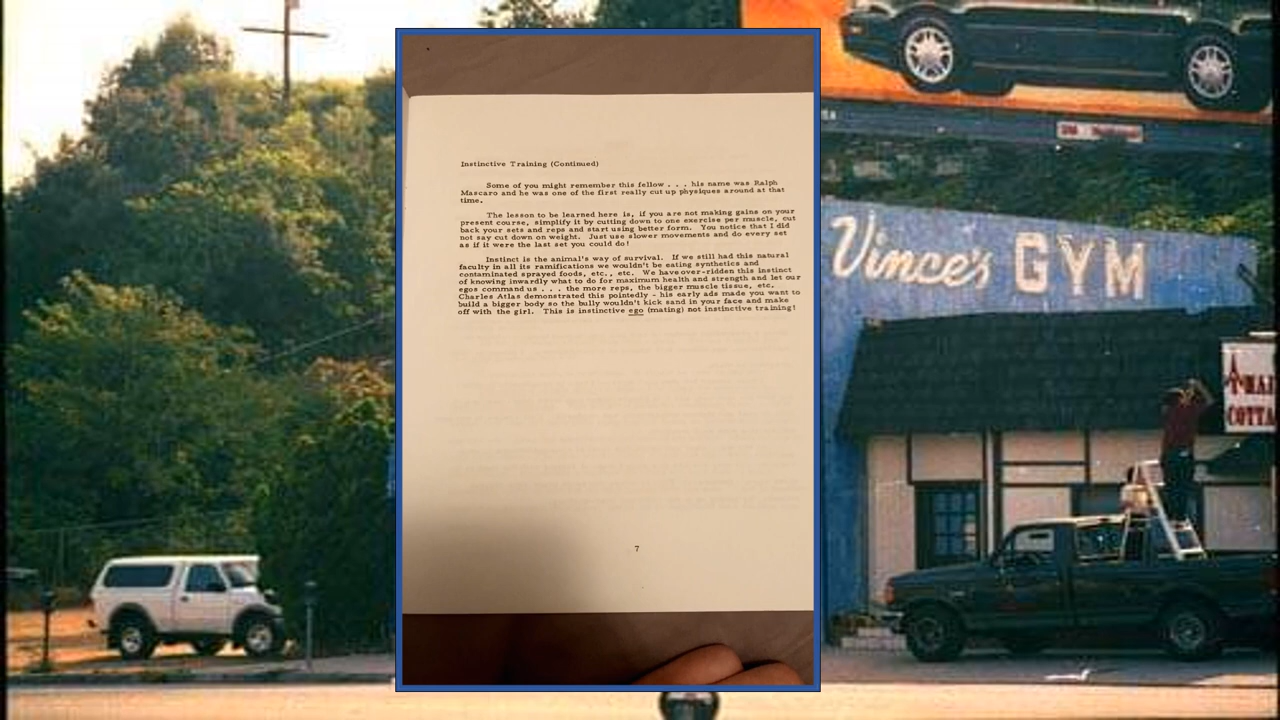 Instinctive Training (Continued)
Some of you might remember this fellow . . . his name was Ralph
Mascaro and he was one of the first really cut up physiques around at that
time.
The lesson to be learned here is, if you are not making gains on your
present course, simplify it by cutting down to one exercise per muscle, cut
back your sets and reps and start using better form. You notice that I did
not say cut down on weight. Just use slower movements and do every set
as if it were the last set you could do!
Instinct is the animal's way of survival. If we still had this natural
faculty in all its ramifications we wouldn't be eating synthetics and
contaminated sprayed foods, etc., etc. We have over-ridden this instinct
of knowing inwardly what to do for maximum health and strength and let our
egos command us . . . the more reps, the bigger muscle tissue, etc.
Charles Atlas demonstrated this pointedly - his early ads made you want to
build a bigger body so the bully wouldn't kick sand in your face and make
off with the girl. This is instinctive ego (mating) not instinctive training!
7
Vince's GYM